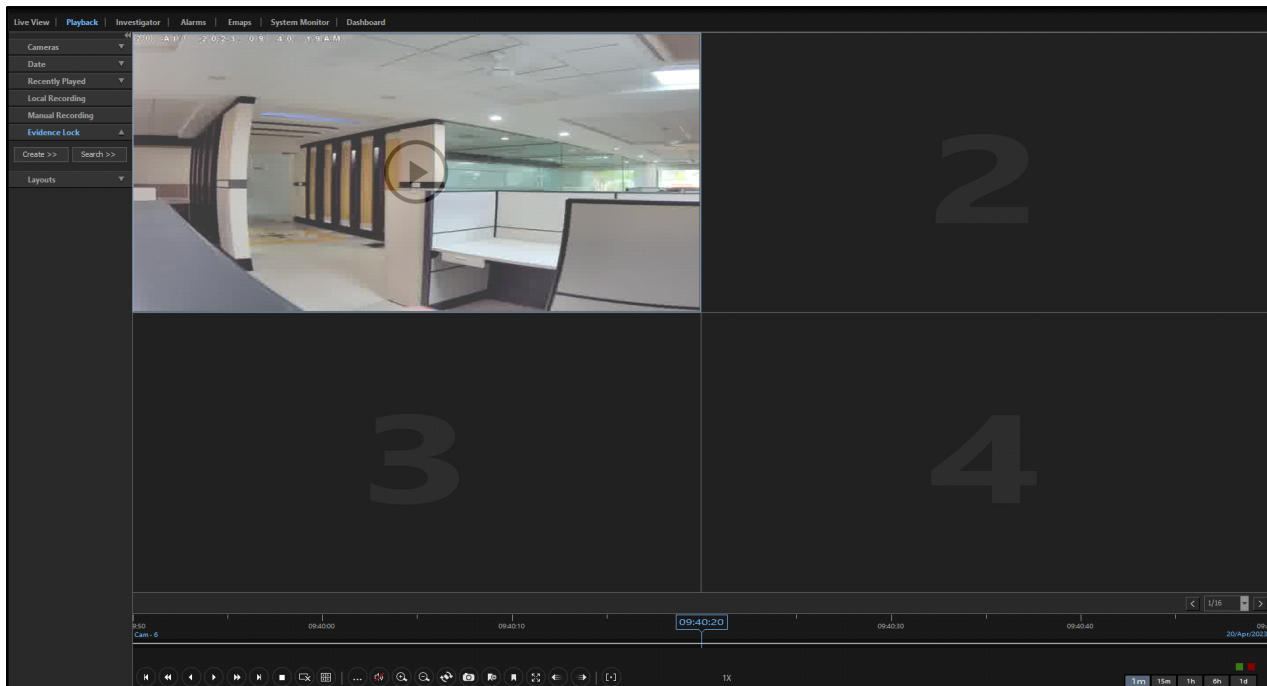 Live View | Playback | Investigator | Alarms | Emaps | System Monitor | Dashboard
Cameras
Date
Recently Played
Local Recording
Manual Recording
Evidence Lock
Create >> Search >>
Layouts
2
3
4
1/16
9:50 09:40:00 09:40:10 09:40:20 09:40:30 09:40:40 09:
Cam - 6 20/Apr/2023
1X
1m 15m 1h 6h 1d